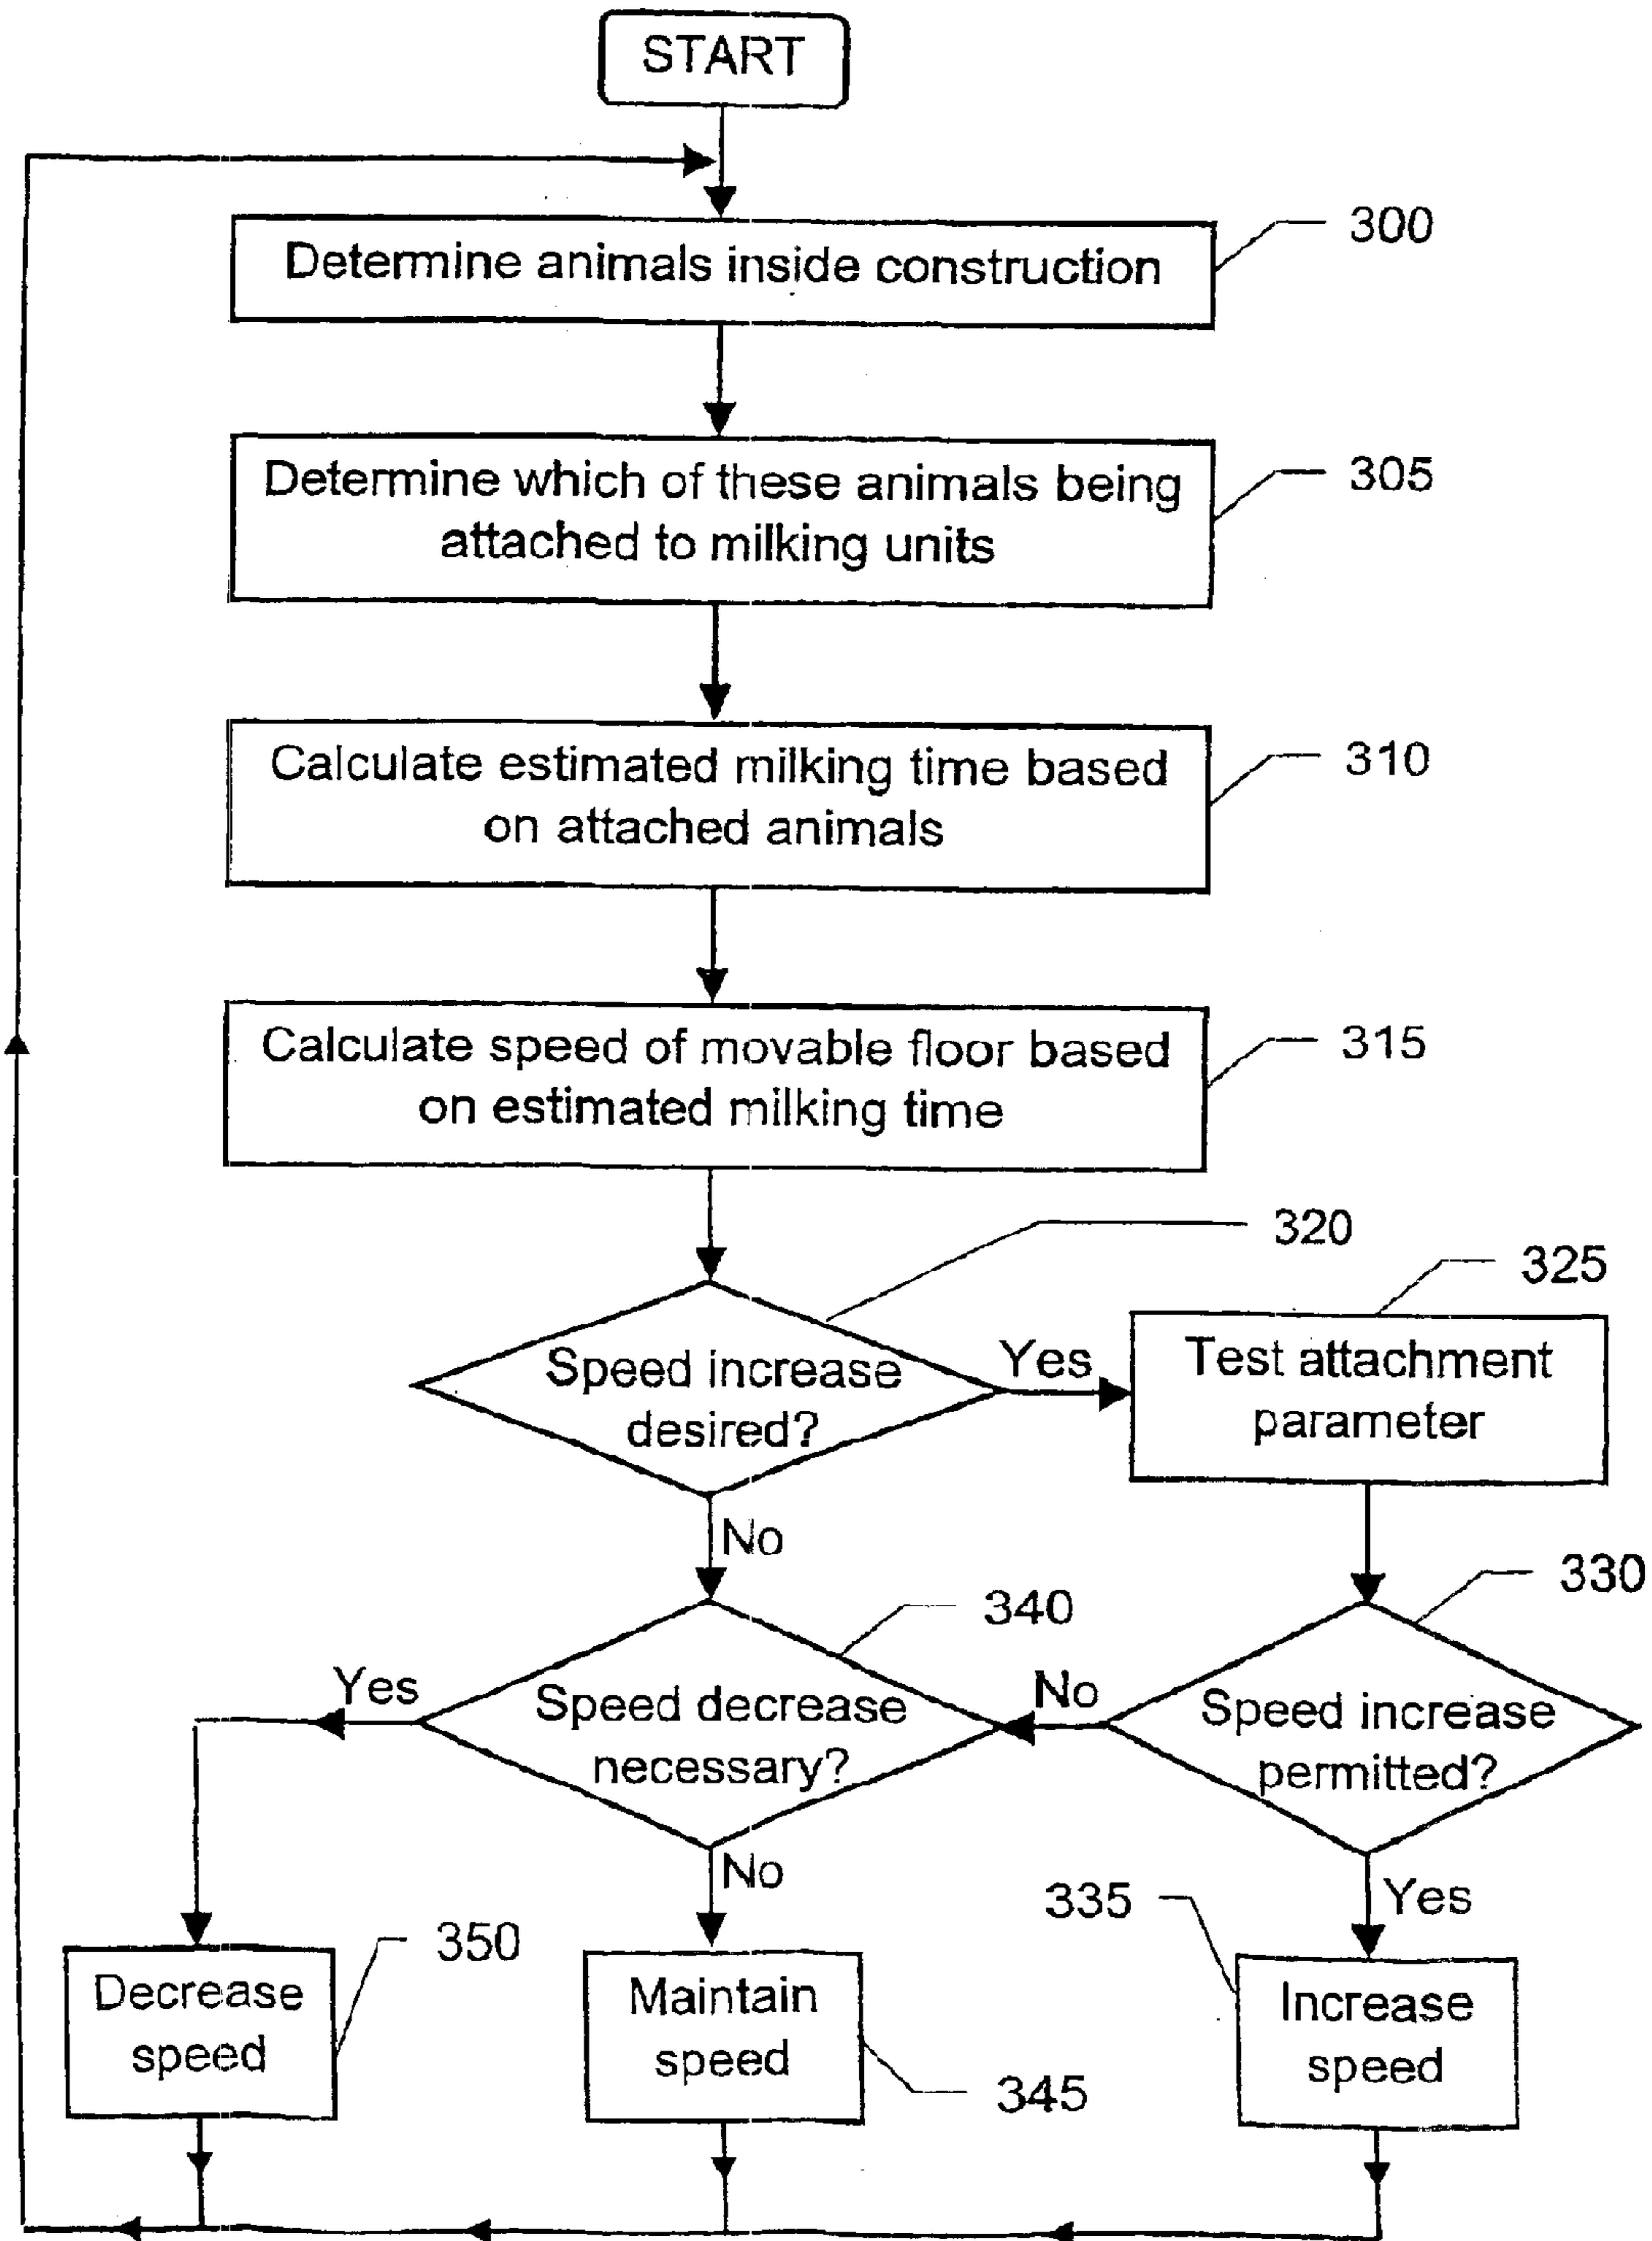 START
Determine animals inside construction
300
Determine which of these animals being
attached to milking units
305
Calculate estimated milking time based
on attached animals
310
Calculate speed of movable floor based
on estimated milking time
315
320
325
Speed increase
desired?
Yes
Test attachment
parameter
No
330
340
Yes
Speed decrease
necessary?
No
Speed increase
permitted?
No
335
Yes
350
Decrease
speed
Maintain
speed
345
Increase
speed